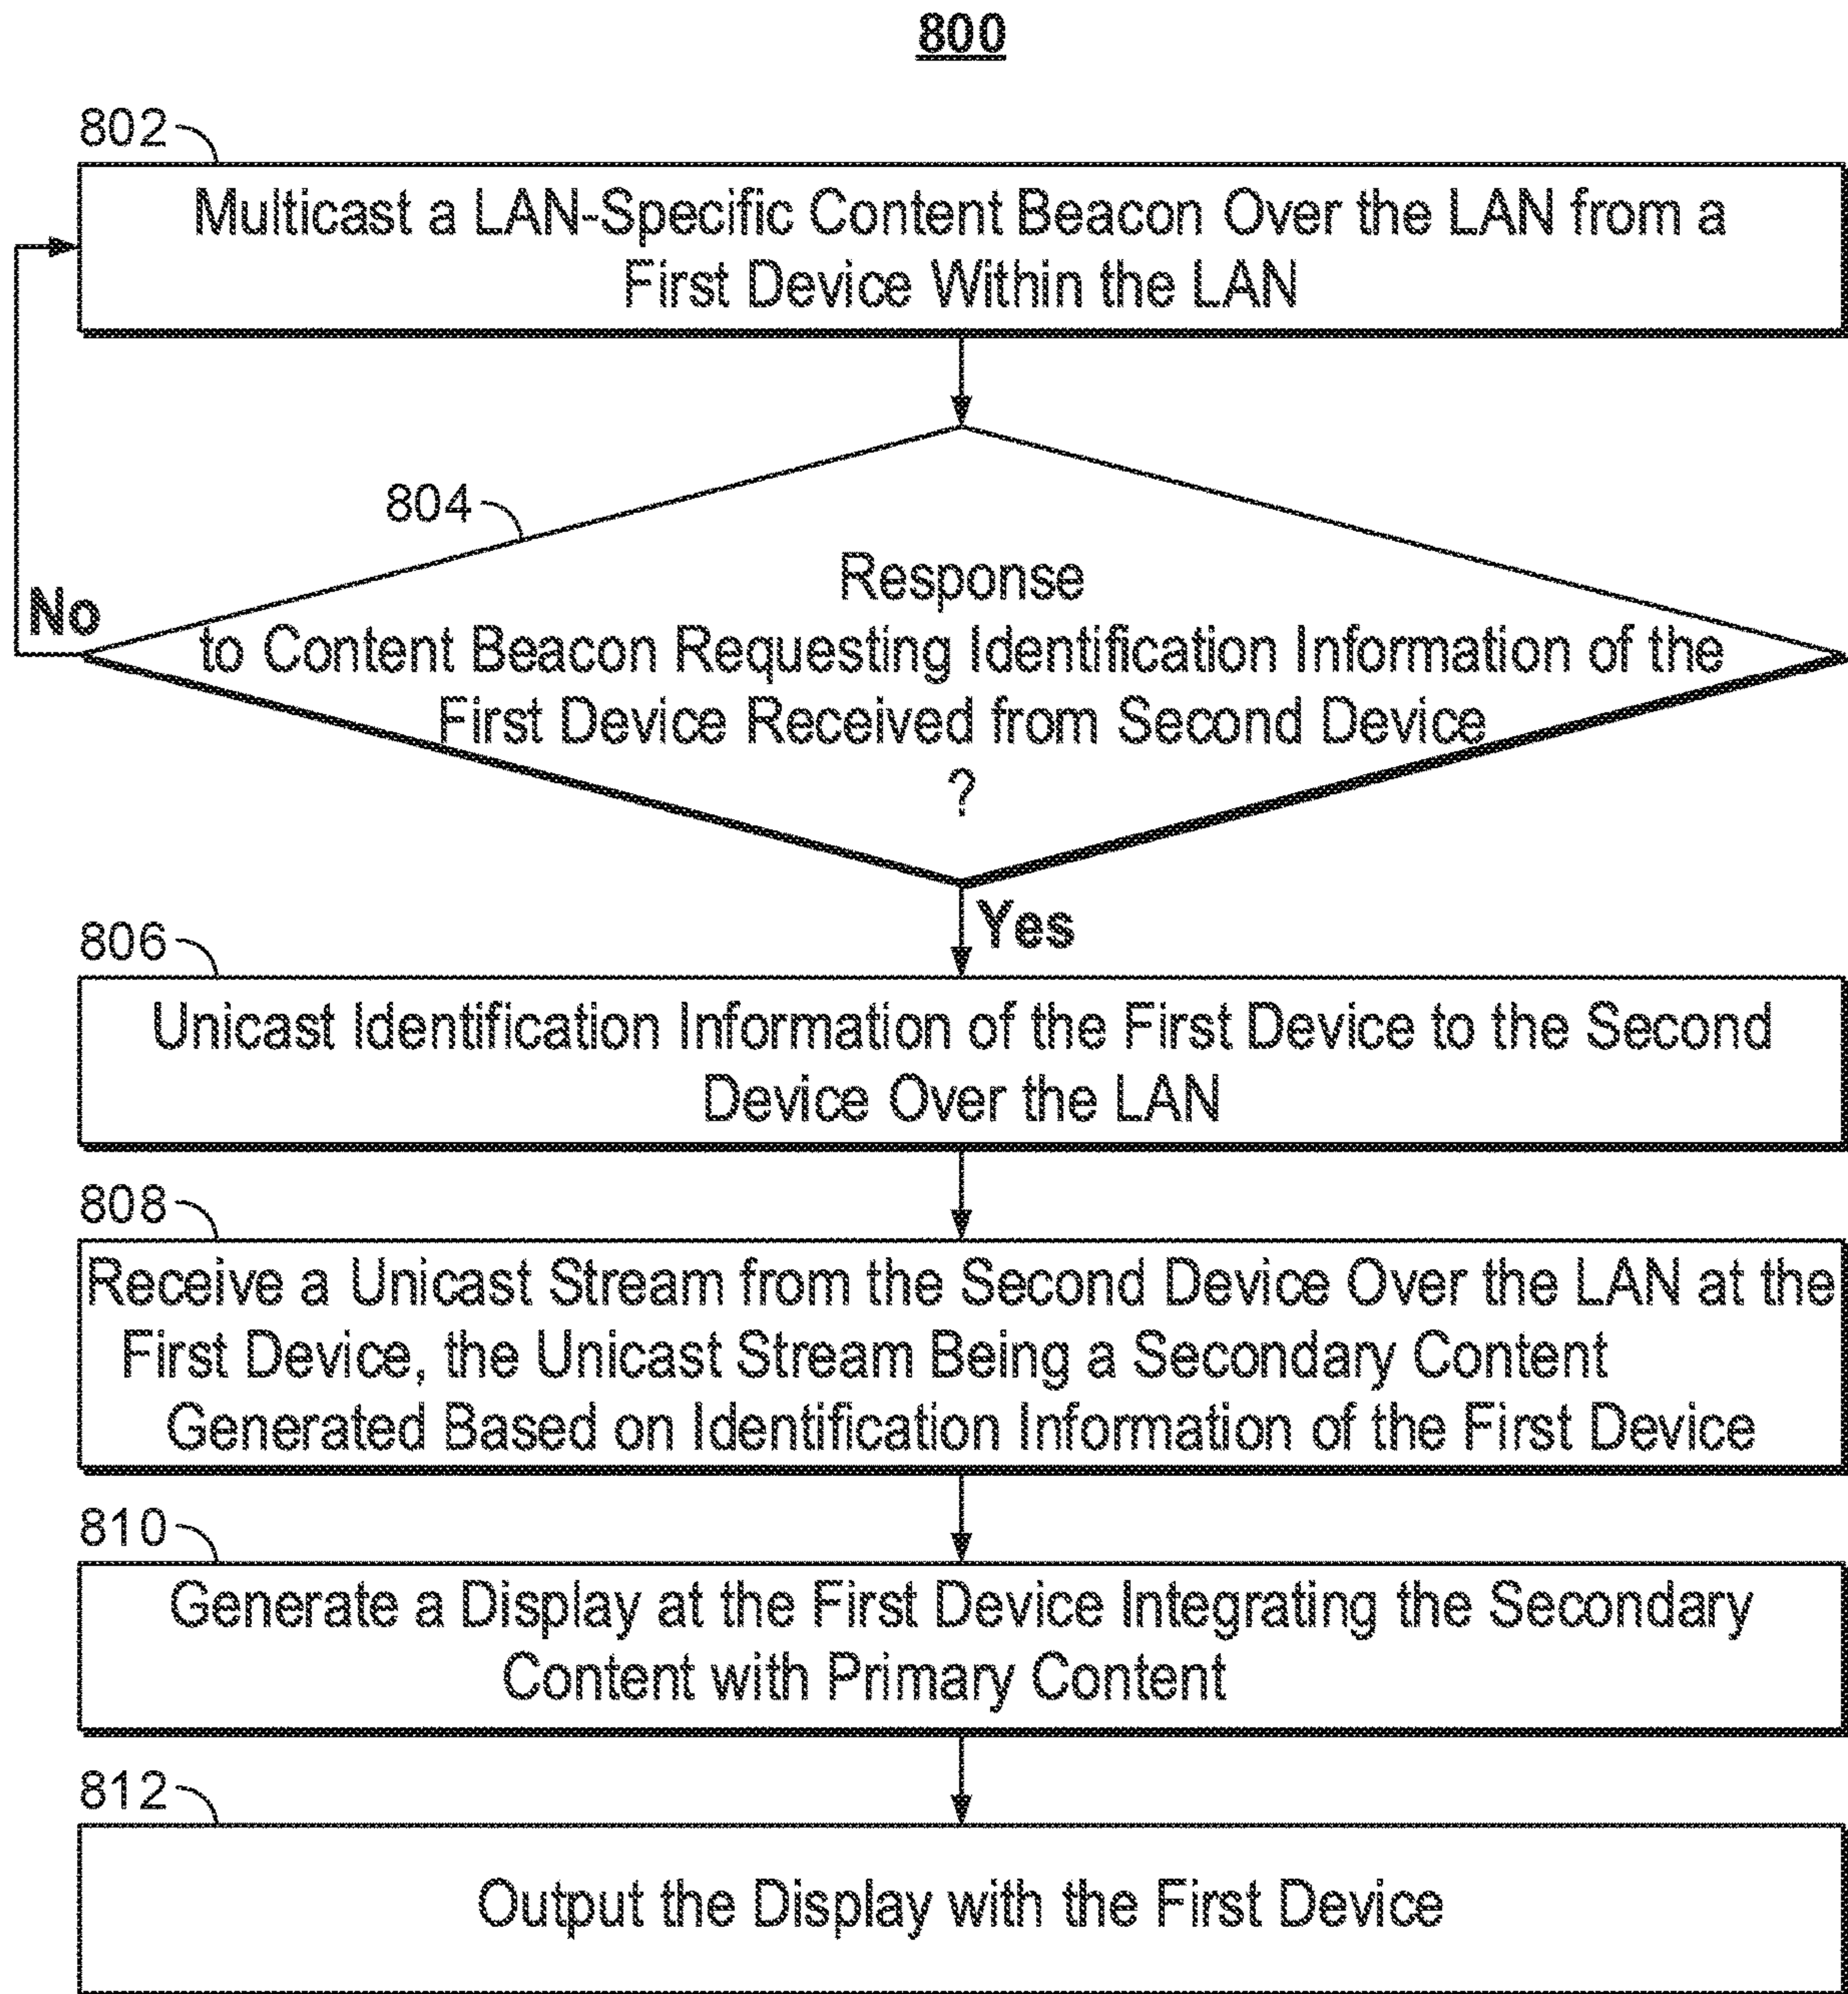 800
802
Multicast a LAN-Specific Content Beacon Over the LAN from a
First Device Within the LAN
804
Response
to Content Beacon Requesting Identification Information of the
First Device Received from Second Device
?
No
Yes
806
Unicast Identification Information of the First Device to the Second
Device Over the LAN
808
Receive a Unicast Stream from the Second Device Over the LAN at the
First Device, the Unicast Stream Being a Secondary Content
Generated Based on Identification Information of the First Device
810
Generate a Display at the First Device Integrating the Secondary
Content with Primary Content
812
Output the Display with the First Device